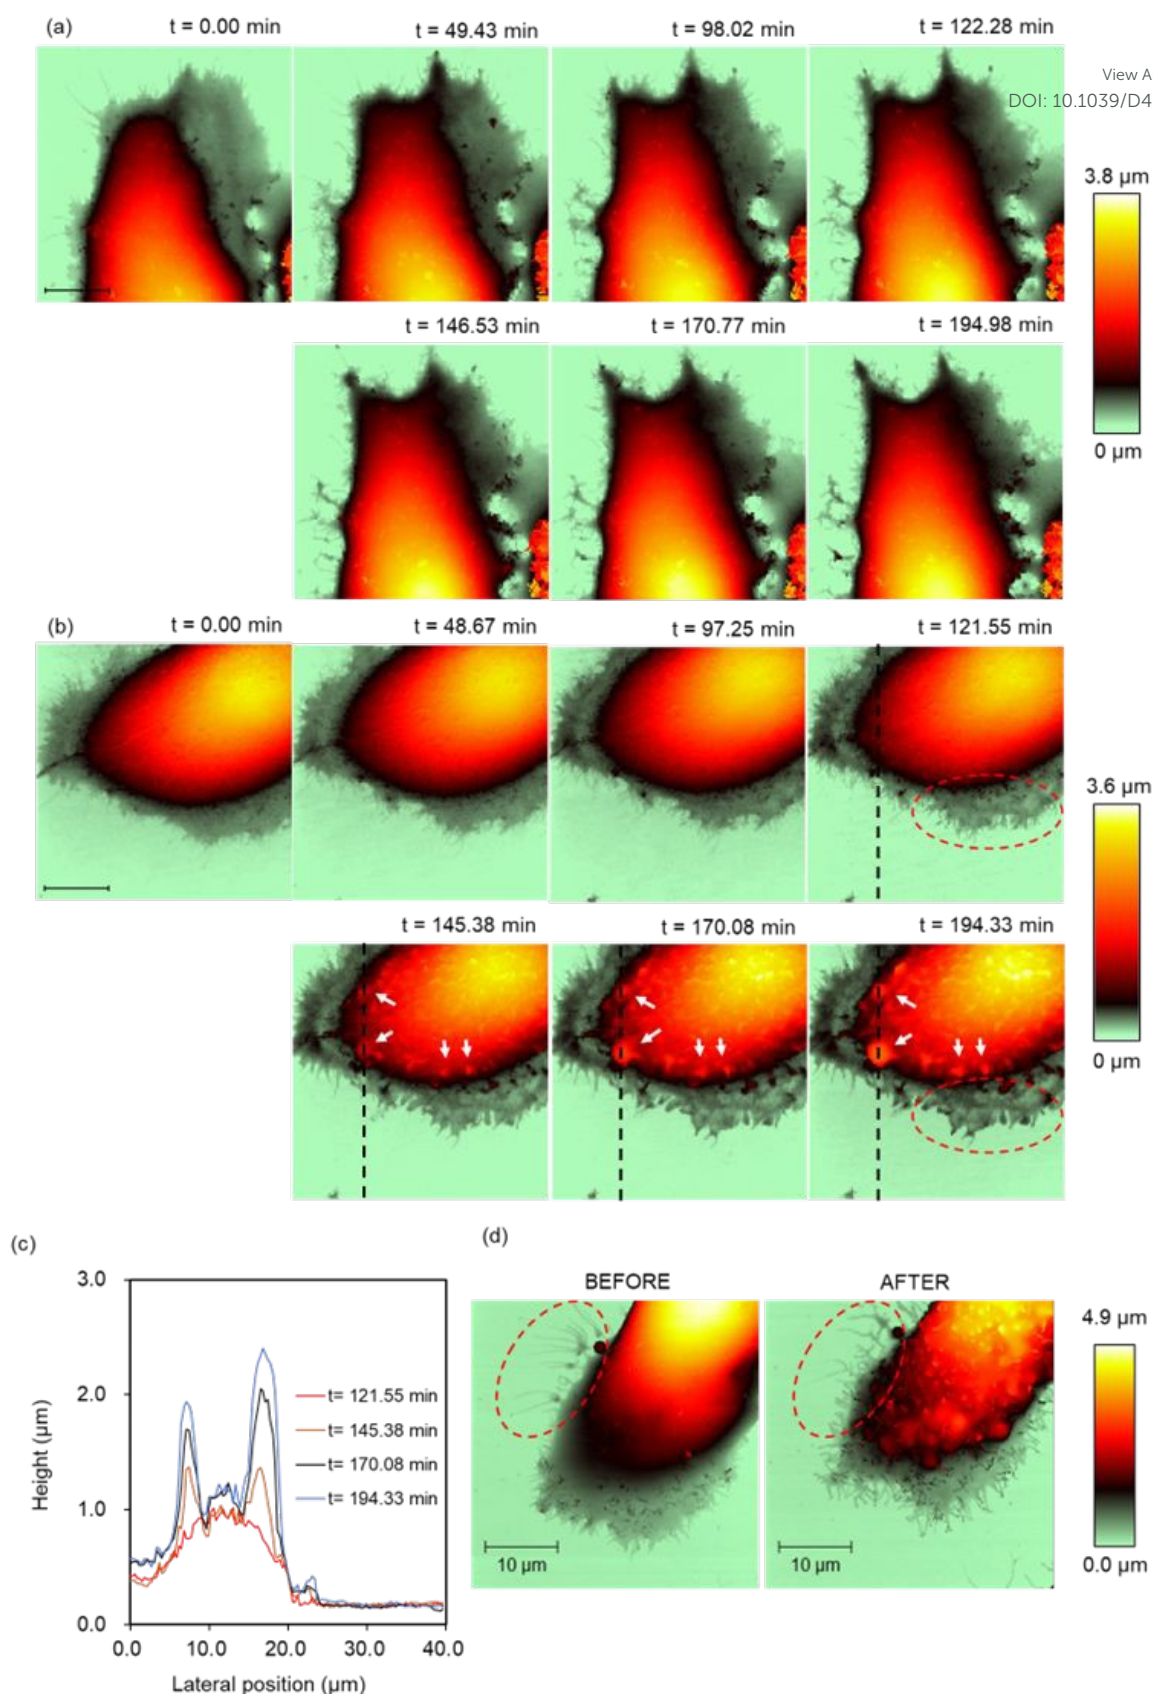 (a)
t = 0.00 min
t = 49.43 min
t = 98.02 min
t = 122.28 min
View A
DOI: 10.1039/D4
3.8 µm
0 µm
t = 146.53 min
t = 170.77 min
t = 194.98 min
(b)
t = 0.00 min
t = 48.67 min
t = 97.25 min
t = 121.55 min
3.6 µm
0 µm
t = 145.38 min
t = 170.08 min
t = 194.33 min
(c)
3.0
2.0
1.0
0.0
Height (µm)
t= 121.55 min
t= 145.38 min
t= 170.08 min
t= 194.33 min
0.0
10.0
20.0
30.0
40.0
Lateral position (µm)
(d)
BEFORE
AFTER
4.9 µm
0.0 µm
10 µm
10 µm